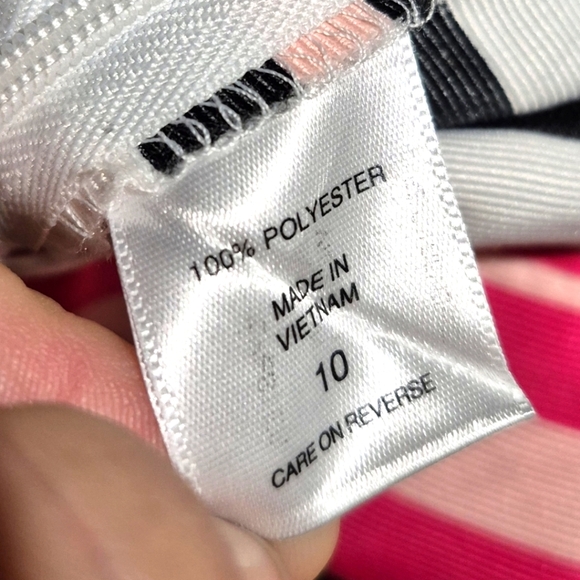 100% POLYESTER
MADE IN
VIETNAM
10
CARE ON REVERSE